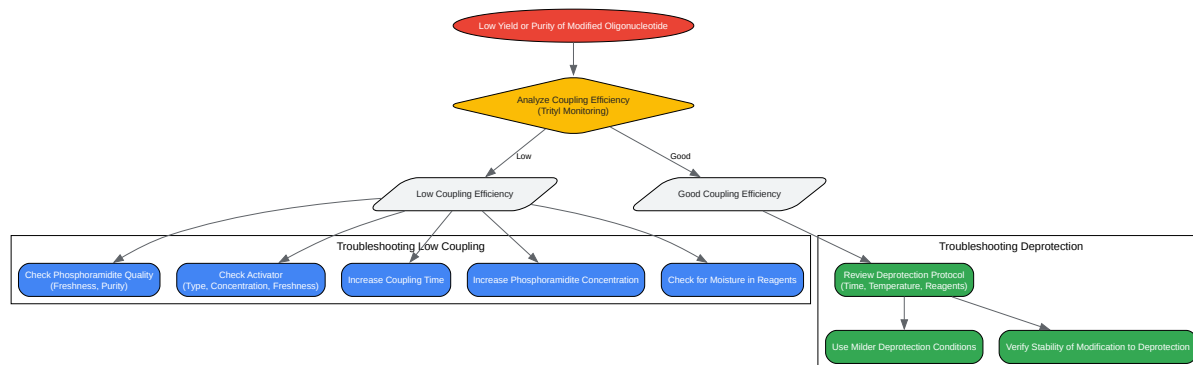 Low Yield or Purity of Modified Oligonucleotide
Analyze Coupling Efficiency
(Trityl Monitoring)
Low
Good
Low Coupling Efficiency
Good Coupling Efficiency
Troubleshooting Low Coupling
Troubleshooting Deprotection
Check Phosphoramidite Quality
(Freshness, Purity)
Check Activator
(Type, Concentration, Freshness)
Increase Coupling Time
Increase Phosphoramidite Concentration
Check for Moisture in Reagents
Review Deprotection Protocol
(Time, Temperature, Reagents)
Use Milder Deprotection Conditions
Verify Stability of Modification to Deprotection